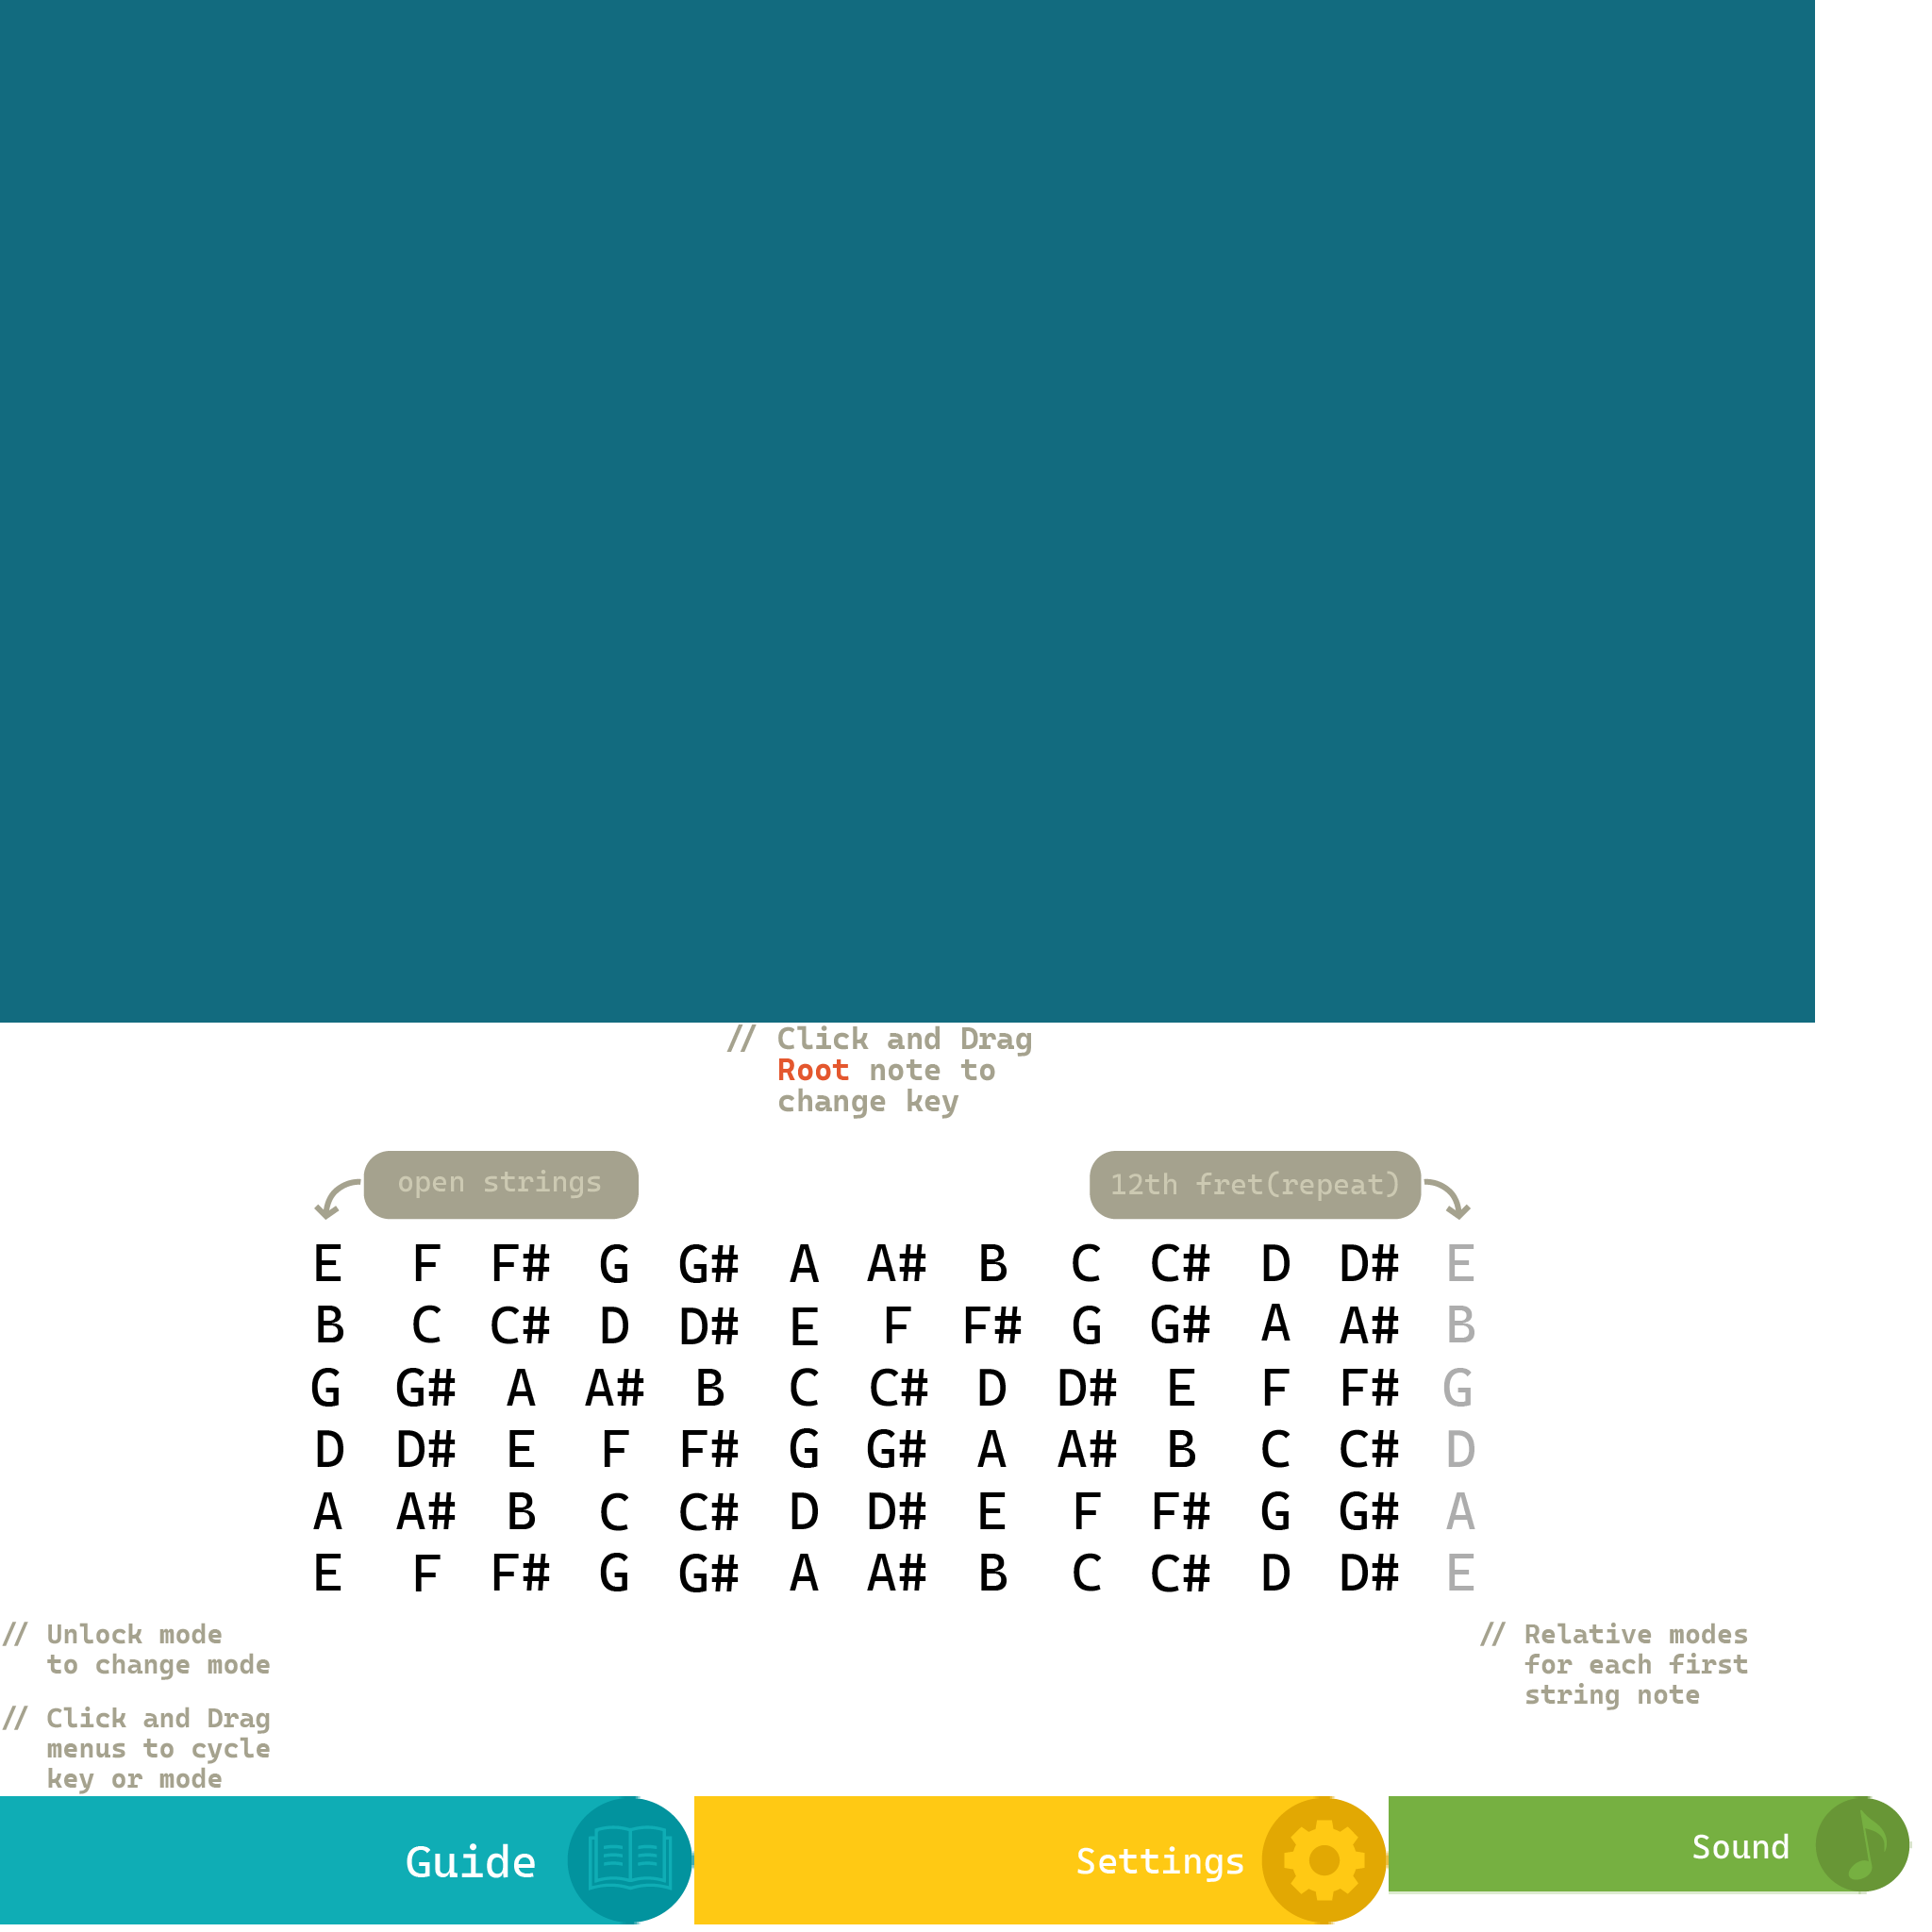 // Click and Drag
Root note to
change key
open strings
12th fret(repeat)
E F F# G G# A A# B C C# D D# E
B C C# D D# E F F# G G# A A# B
G G# A A# B C C# D D# E F F# G
D D# E F F# G G# A A# B C C# D
A A# B C C# D D# E F F# G G# A
E F F# G G# A A# B C C# D D# E
// Unlock mode
to change mode
// Click and Drag
menus to cycle
key or mode
// Relative modes
for each first
string note
Guide
Settings
Sound